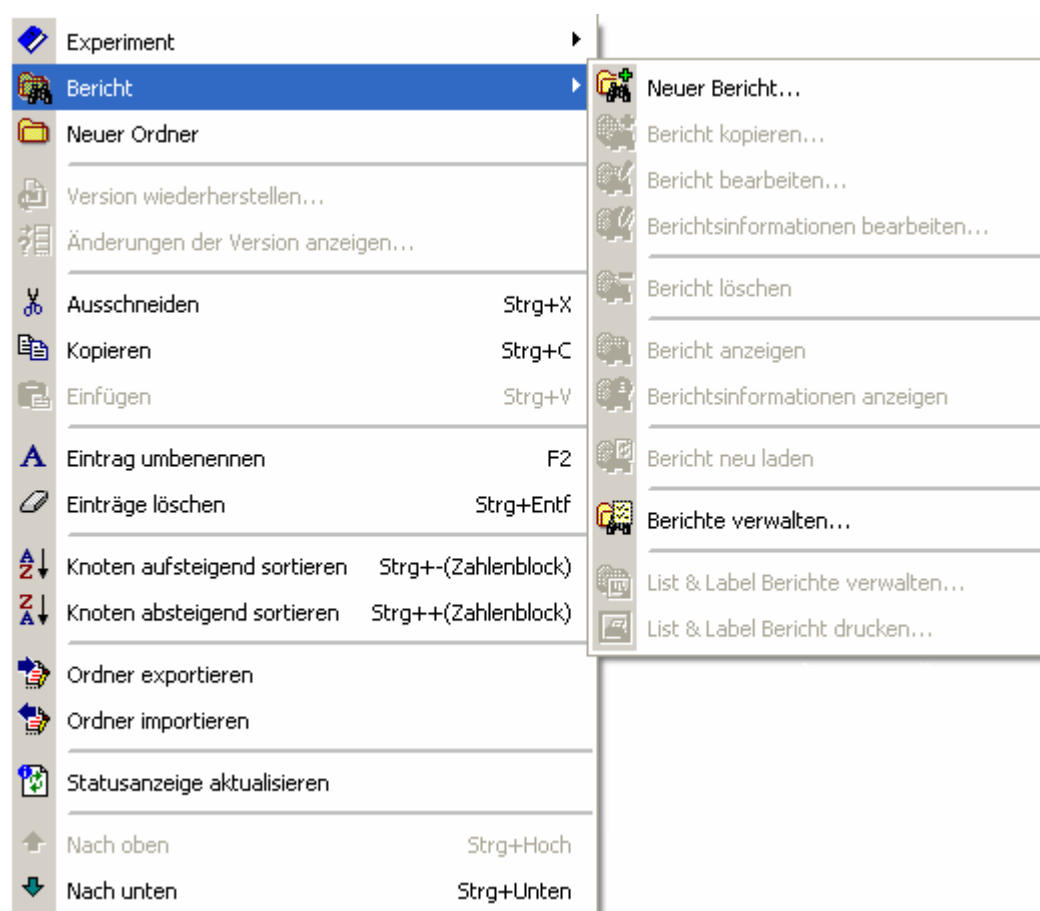 Experiment
Bericht
Neuer Ordner
Version wiederherstellen...
Änderungen der Version anzeigen...
Ausschneiden Strg+X
Kopieren Strg+C
Einfügen Strg+V
Eintrag umbenennen F2
Einträge löschen Strg+Entf
Knoten aufsteigend sortieren Strg+-(Zahlenblock)
Knoten absteigend sortieren Strg++(Zahlenblock)
Ordner exportieren
Ordner importieren
Statusanzeige aktualisieren
Nach oben Strg+Hoch
Nach unten Strg+Unten
Neuer Bericht...
Bericht kopieren...
Bericht bearbeiten...
Berichtsinformationen bearbeiten...
Bericht löschen
Bericht anzeigen
Berichtsinformationen anzeigen
Bericht neu laden
Berichte verwalten...
List & Label Berichte verwalten...
List & Label Bericht drucken...